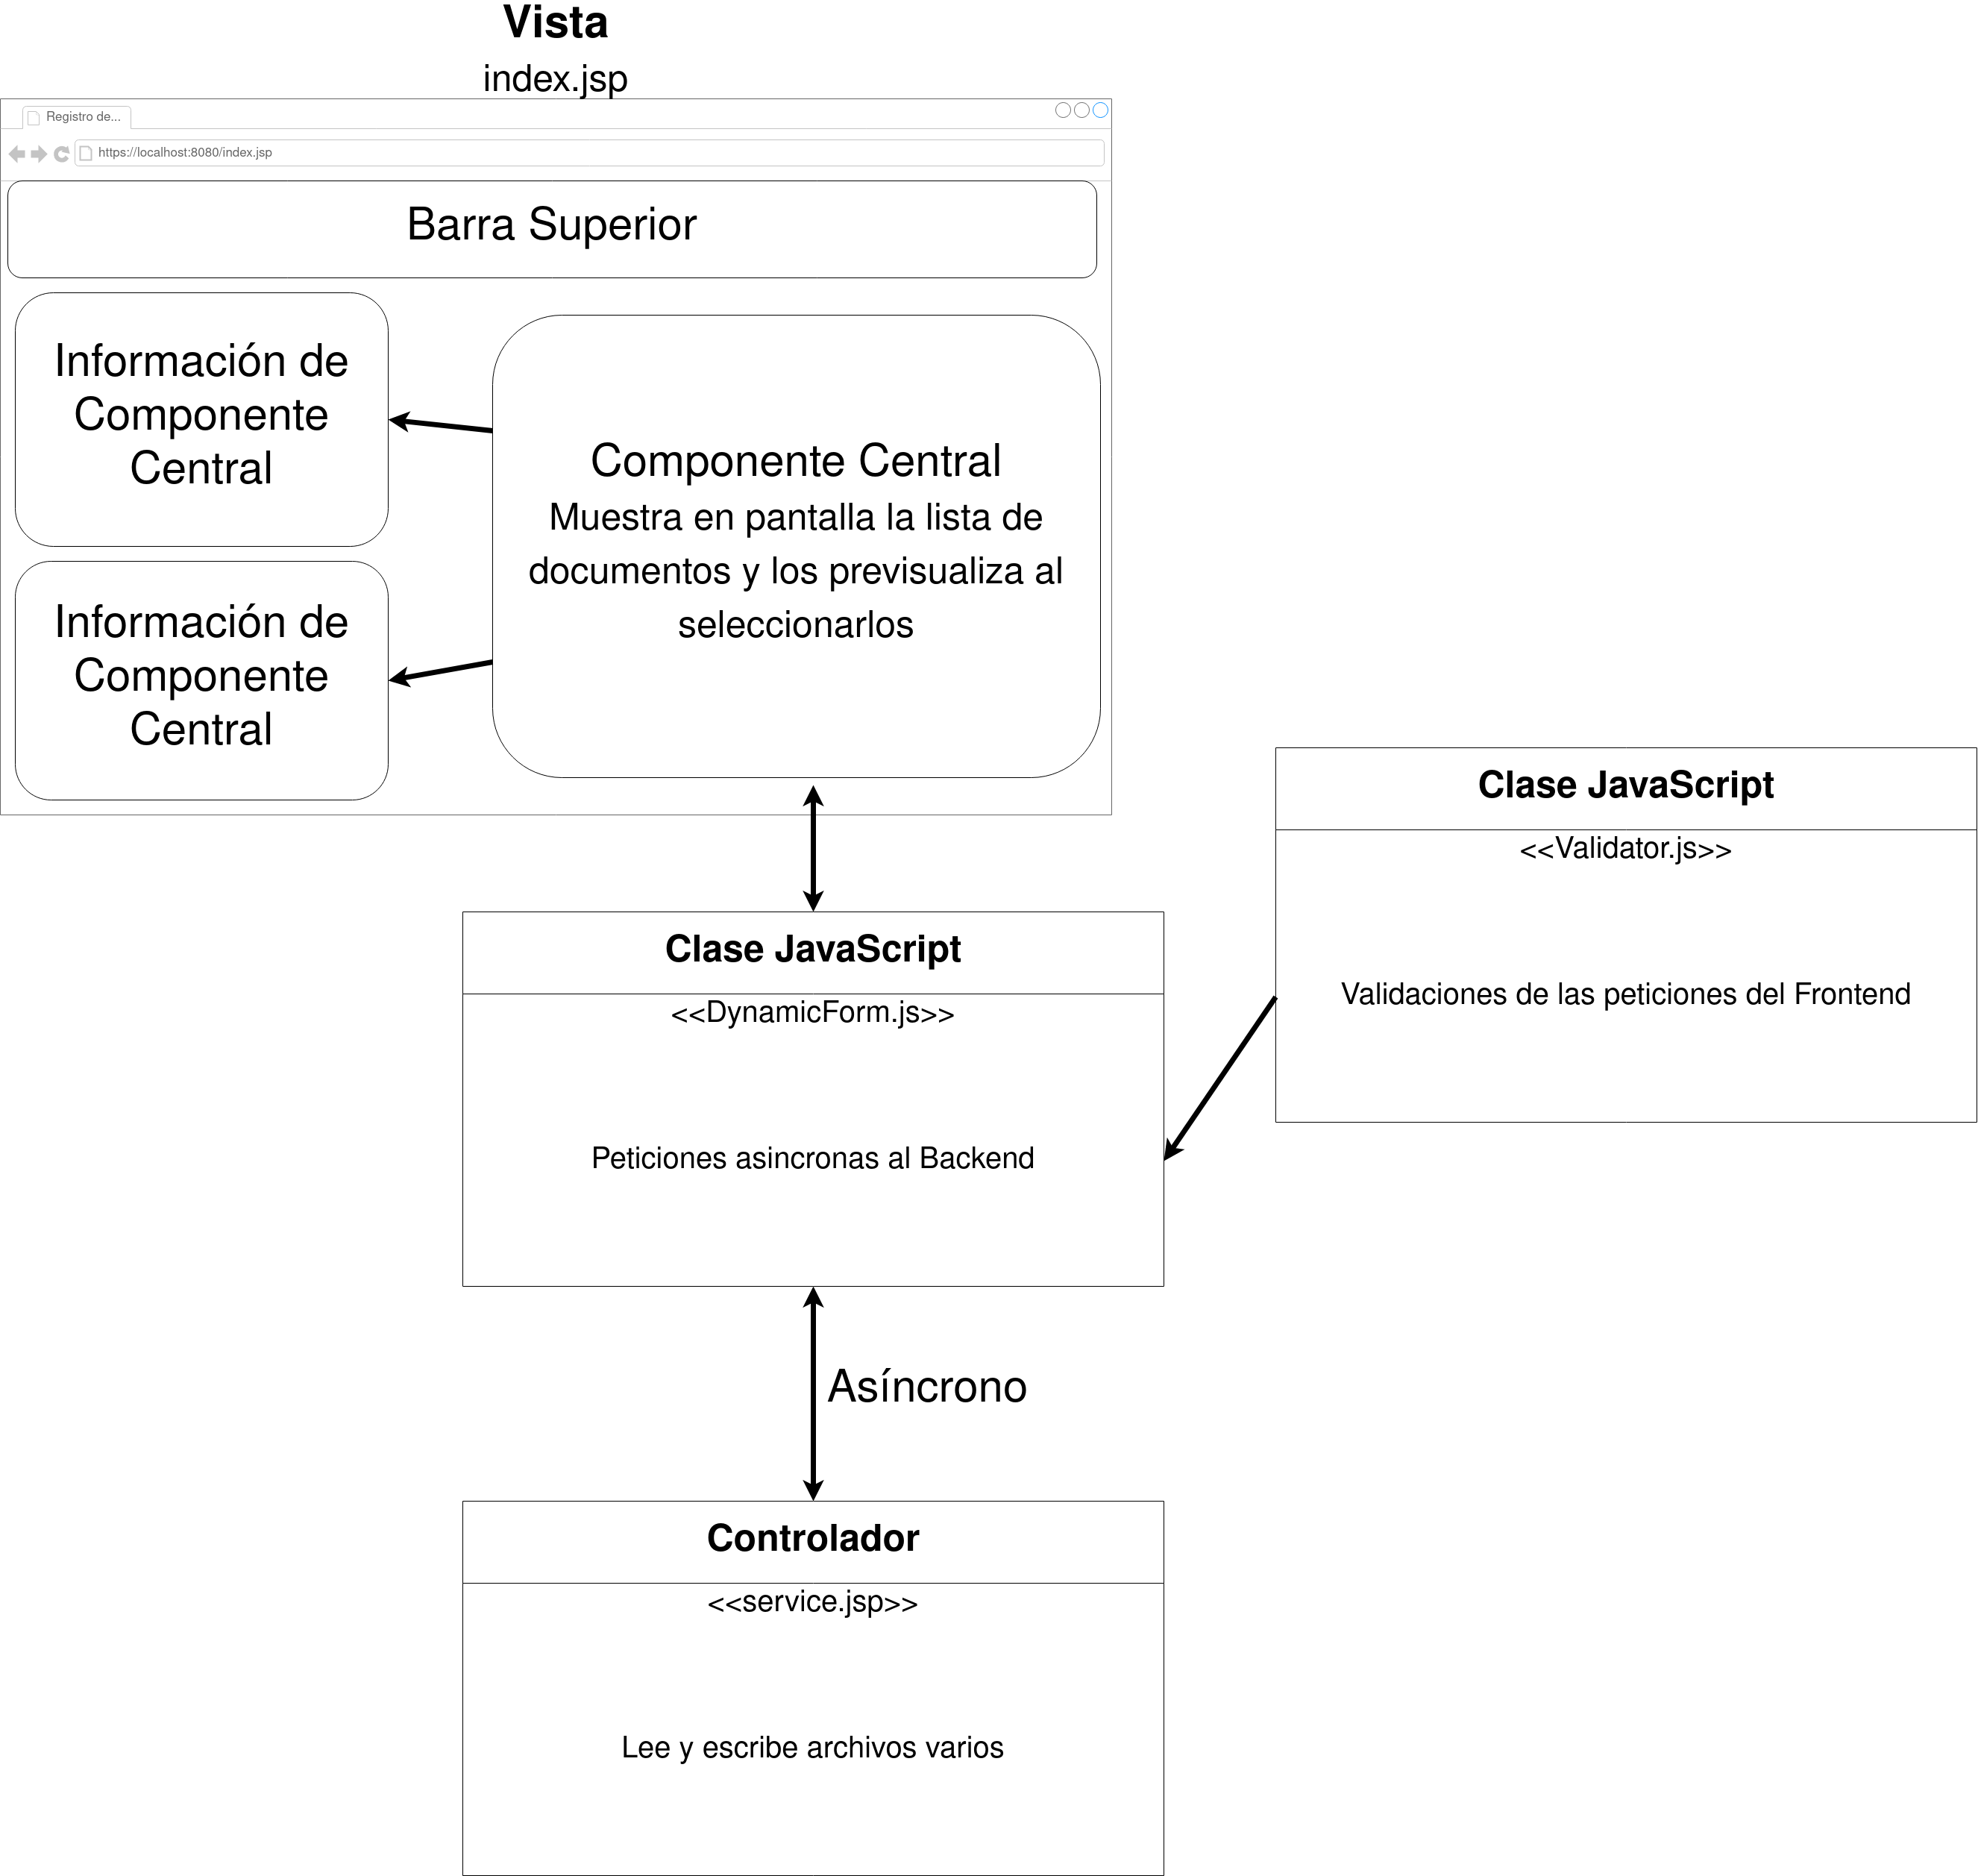 Vista
index.jsp
Registro de...
https://localhost:8080/index.jsp
Barra Superior
Información de
Componente
Central
Componente Central
Muestra en pantalla la lista de
documentos y los previsualiza al
seleccionarlos
Información de
Componente
Central
Clase JavaScript
<<Validator.js>>
Validaciones de las peticiones del Frontend
Clase JavaScript
<<DynamicForm.js>>
Peticiones asincronas al Backend
Asíncrono
Controlador
<<service.jsp>>
Lee y escribe archivos varios